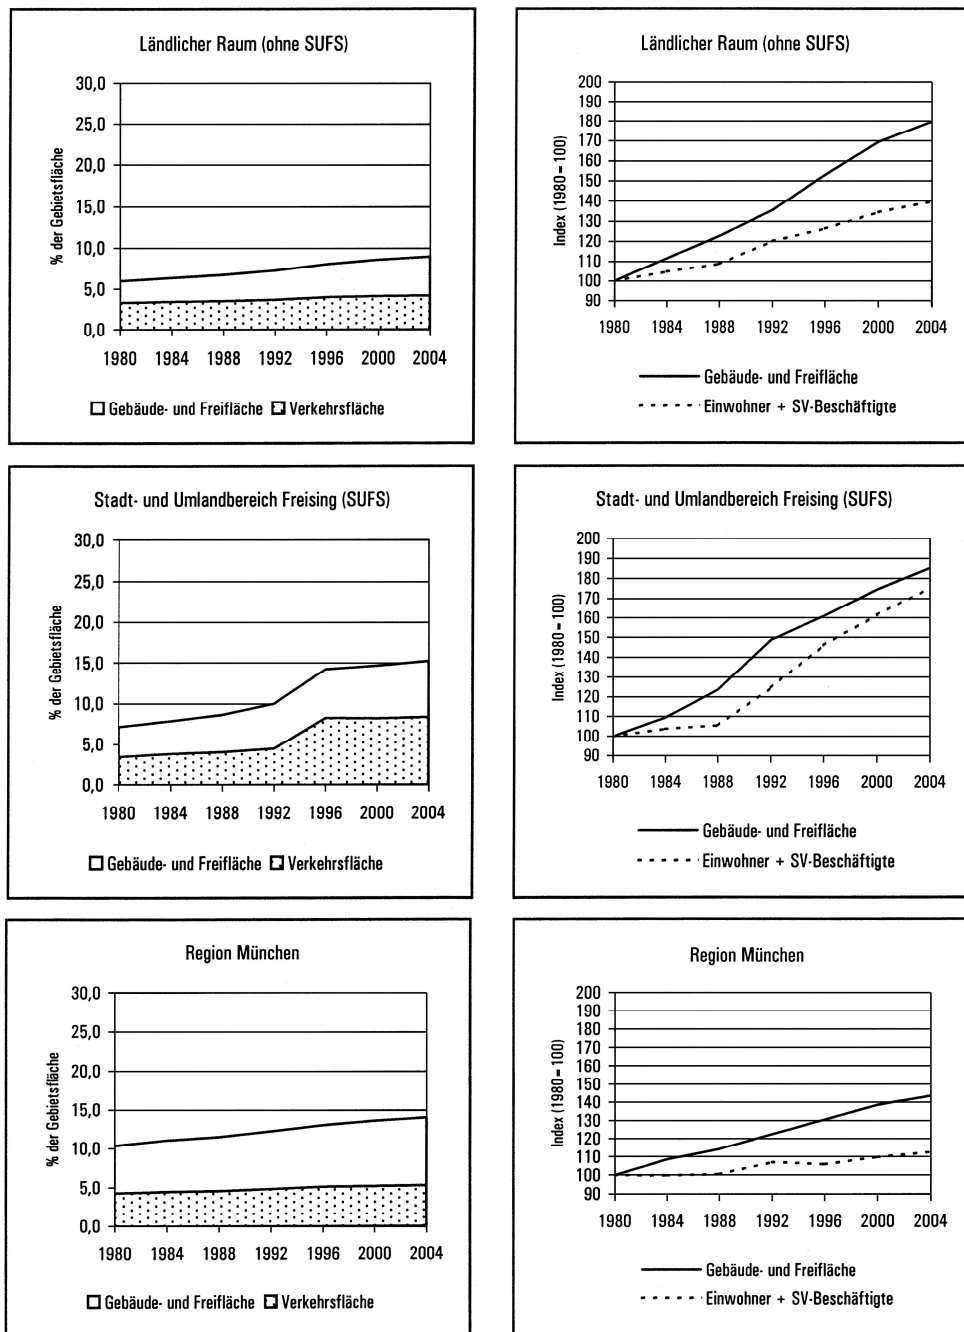 Ländlicher Raum (ohne SUFS)
% der Gebietsfläche
30,0
25,0
20,0
15,0
10,0
5,0
0,0
1980 1984 1988 1992 1996 2000 2004
Gebäude- und Freifläche Verkehrsfläche
Ländlicher Raum (ohne SUFS)
Index (1980=100)
200
190
180
170
160
150
140
130
120
110
100
90
1980 1984 1988 1992 1996 2000 2004
Gebäude- und Freifläche
Einwohner + SV-Beschäftigte
Stadt- und Umlandbereich Freising (SUFS)
% der Gebietsfläche
30,0
25,0
20,0
15,0
10,0
5,0
0,0
1980 1984 1988 1992 1996 2000 2004
Gebäude- und Freifläche Verkehrsfläche
Stadt- und Umlandbereich Freising (SUFS)
Index (1980=100)
200
190
180
170
160
150
140
130
120
110
100
90
1980 1984 1988 1992 1996 2000 2004
Gebäude- und Freifläche
Einwohner + SV-Beschäftigte
Region München
% der Gebietsfläche
30,0
25,0
20,0
15,0
10,0
5,0
0,0
1980 1984 1988 1992 1996 2000 2004
Gebäude- und Freifläche Verkehrsfläche
Region München
Index (1980=100)
200
190
180
170
160
150
140
130
120
110
100
90
1980 1984 1988 1992 1996 2000 2004
Gebäude- und Freifläche
Einwohner + SV-Beschäftigte